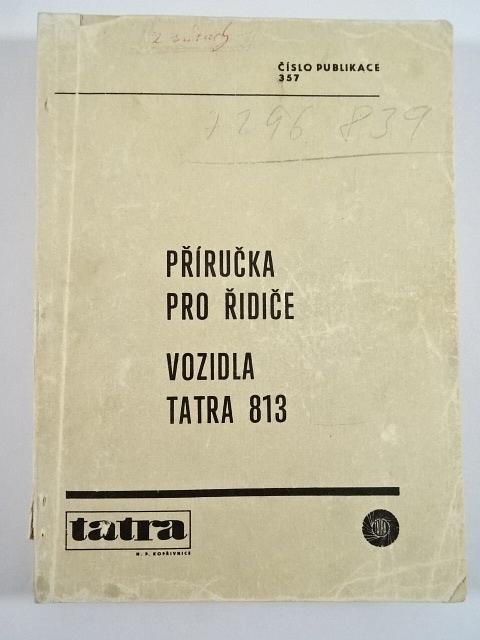 ČÍSLO PUBLIKACE
357
7296 839
PŘÍRUČKA
PRO ŘIDIČE
VOZIDLA
TATRA 813
tatra
N. P. KOPŘIVNICE